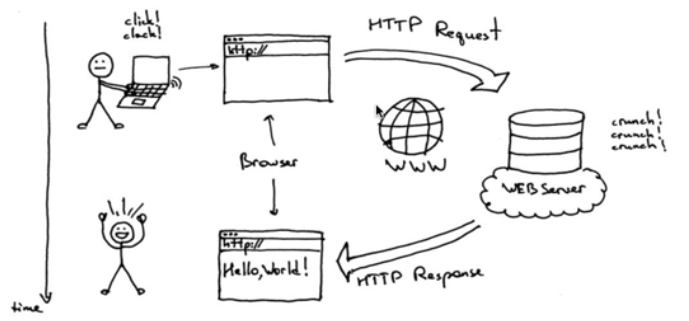 click!
clack!
http://
HTTP Request
crunch!
crunch!
crunch!
WWW
Browser
WEB Server
http://
Hello, World!
HTTP Response
time